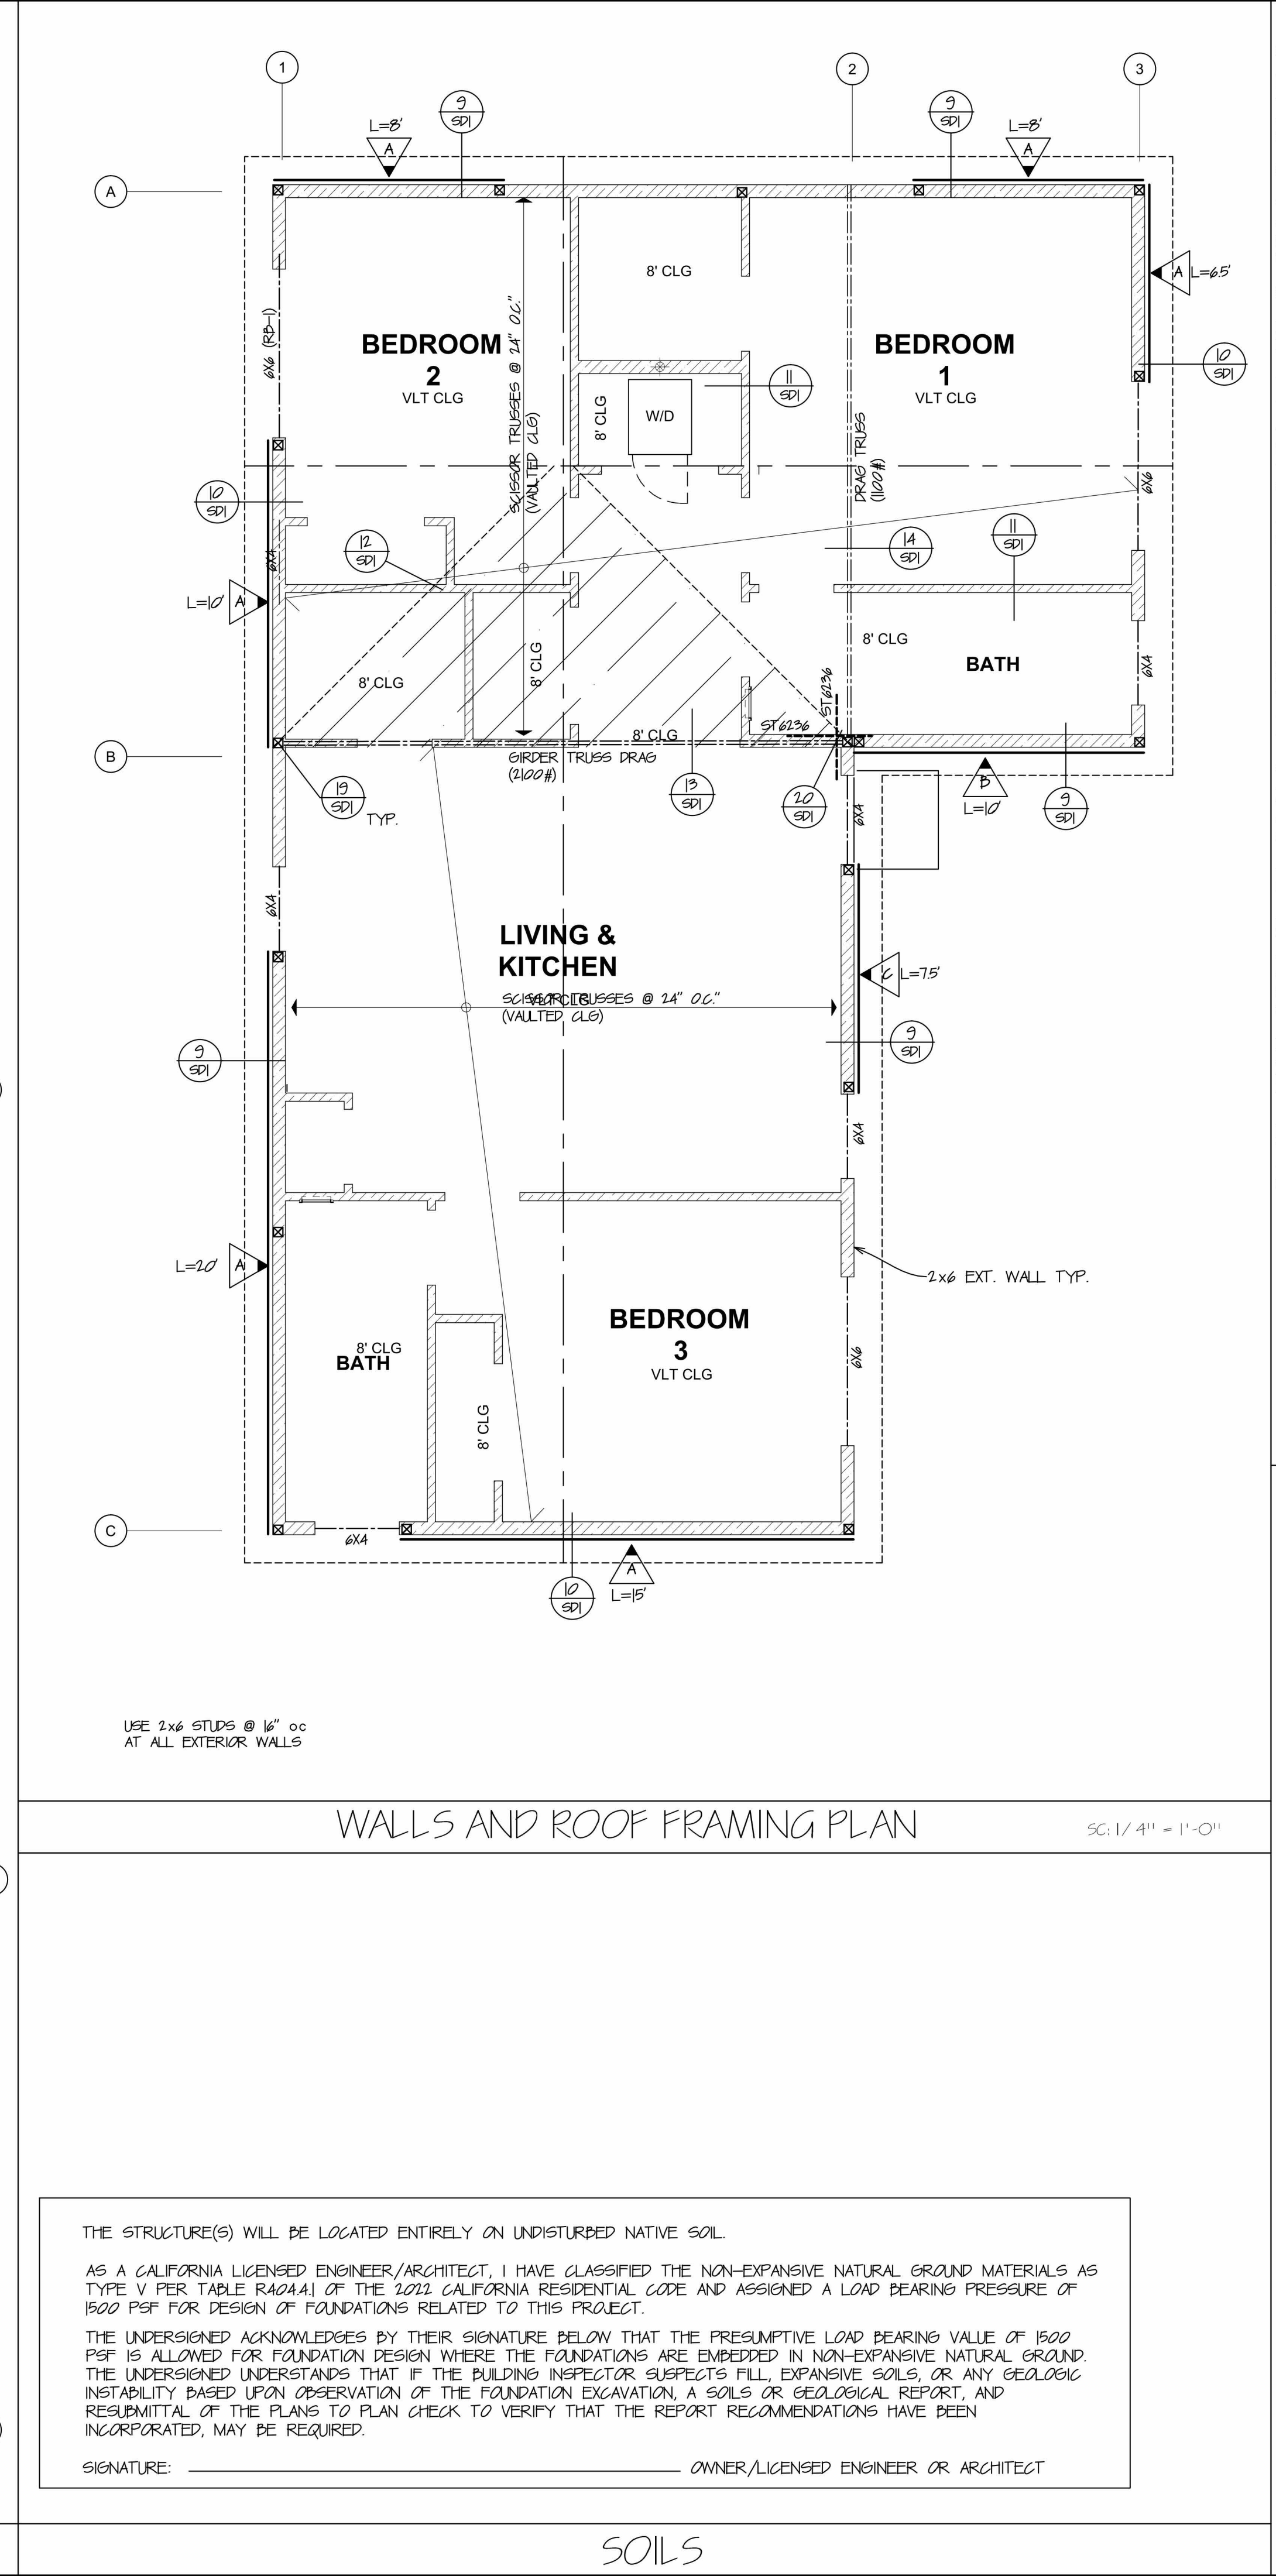 1
2
3
9
SD1
9
SD1
L=8'
A
L=8'
A
A
A
L=6.5'
8' CLG
6X6 (RB-1)
SCISSOR TRUSSES @ 24" O.C."
(VAULTED CLG)
BEDROOM
2
VLT CLG
BEDROOM
1
VLT CLG
10
SD1
11
SD1
8' CLG
W/D
DRAG TRUSS
(1100#)
6X6
10
SD1
12
SD1
14
SD1
11
SD1
6X4
L=10'
A
8' CLG
8' CLG
8' CLG
BATH
6X4
ST6236
ST6236
8' CLG
B
GIRDER TRUSS DRAG
(2100#)
19
SD1
TYP.
13
SD1
20
SD1
6X4
B
L=10'
9
SD1
6X4
LIVING &
KITCHEN
VLT CLG
SCISSOR TRUSSES @ 24" O.C."
(VAULTED CLG)
C
L=7.5'
9
SD1
9
SD1
6X4
L=20'
A
2x6 EXT. WALL TYP.
BEDROOM
3
VLT CLG
8' CLG
BATH
6X6
8' CLG
C
6X4
10
SD1
A
L=15'
USE 2x6 STUDS @ 16" oc
AT ALL EXTERIOR WALLS
WALLS AND ROOF FRAMING PLAN
SC: 1/4" = 1'-0"
THE STRUCTURE(S) WILL BE LOCATED ENTIRELY ON UNDISTURBED NATIVE SOIL.
AS A CALIFORNIA LICENSED ENGINEER/ARCHITECT, I HAVE CLASSIFIED THE NON-EXPANSIVE NATURAL GROUND MATERIALS AS
TYPE V PER TABLE R404.4.1 OF THE 2022 CALIFORNIA RESIDENTIAL CODE AND ASSIGNED A LOAD BEARING PRESSURE OF
1500 PSF FOR DESIGN OF FOUNDATIONS RELATED TO THIS PROJECT.
THE UNDERSIGNED ACKNOWLEDGES BY THEIR SIGNATURE BELOW THAT THE PRESUMPTIVE LOAD BEARING VALUE OF 1500
PSF IS ALLOWED FOR FOUNDATION DESIGN WHERE THE FOUNDATIONS ARE EMBEDDED IN NON-EXPANSIVE NATURAL GROUND.
THE UNDERSIGNED UNDERSTANDS THAT IF THE BUILDING INSPECTOR SUSPECTS FILL, EXPANSIVE SOILS, OR ANY GEOLOGIC
INSTABILITY BASED UPON OBSERVATION OF THE FOUNDATION EXCAVATION, A SOILS OR GEOLOGICAL REPORT, AND
RESUBMITTAL OF THE PLANS TO PLAN CHECK TO VERIFY THAT THE REPORT RECOMMENDATIONS HAVE BEEN
INCORPORATED, MAY BE REQUIRED.
SIGNATURE: OWNER/LICENSED ENGINEER OR ARCHITECT
SOILS